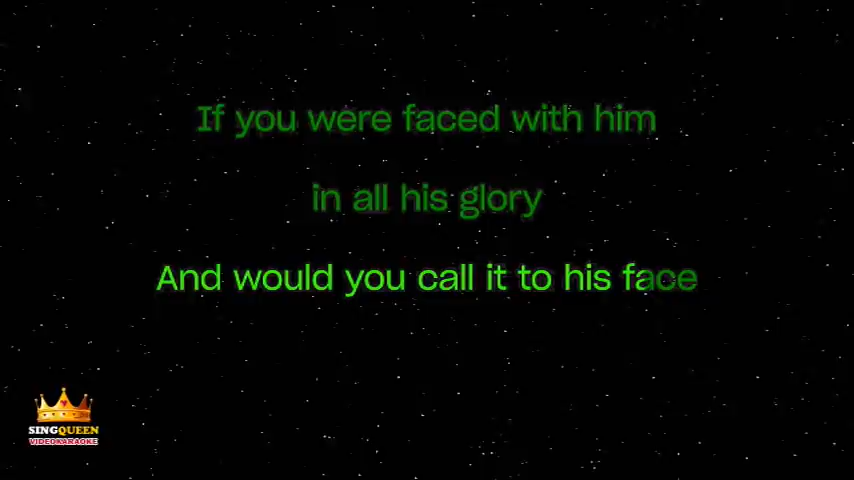 If you were faced with him
in all his glory
And would you call it to his face
SINGQUEEN
VIDEOKARAOKE